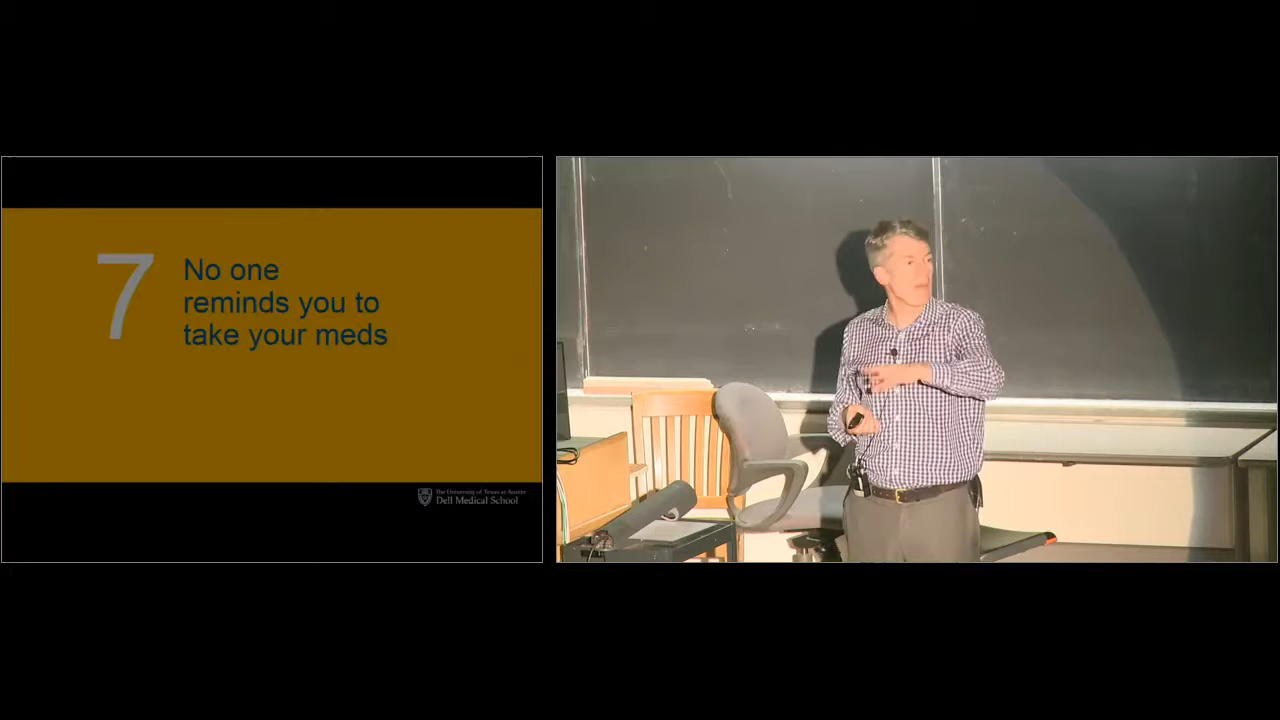 7
No one
reminds you to
take your meds
The University of Texas at Austin
Dell Medical School